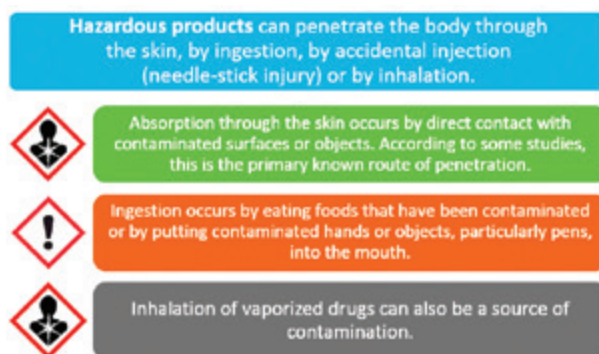 Hazardous products can penetrate the body through
the skin, by ingestion, by accidental injection
(needle-stick injury) or by inhalation.
Absorption through the skin occurs by direct contact with
contaminated surfaces or objects. According to some studies,
this is the primary known route of penetration.
Ingestion occurs by eating foods that have been contaminated
or by putting contaminated hands or objects, particularly pens,
into the mouth.
Inhalation of vaporized drugs can also be a source of
contamination.